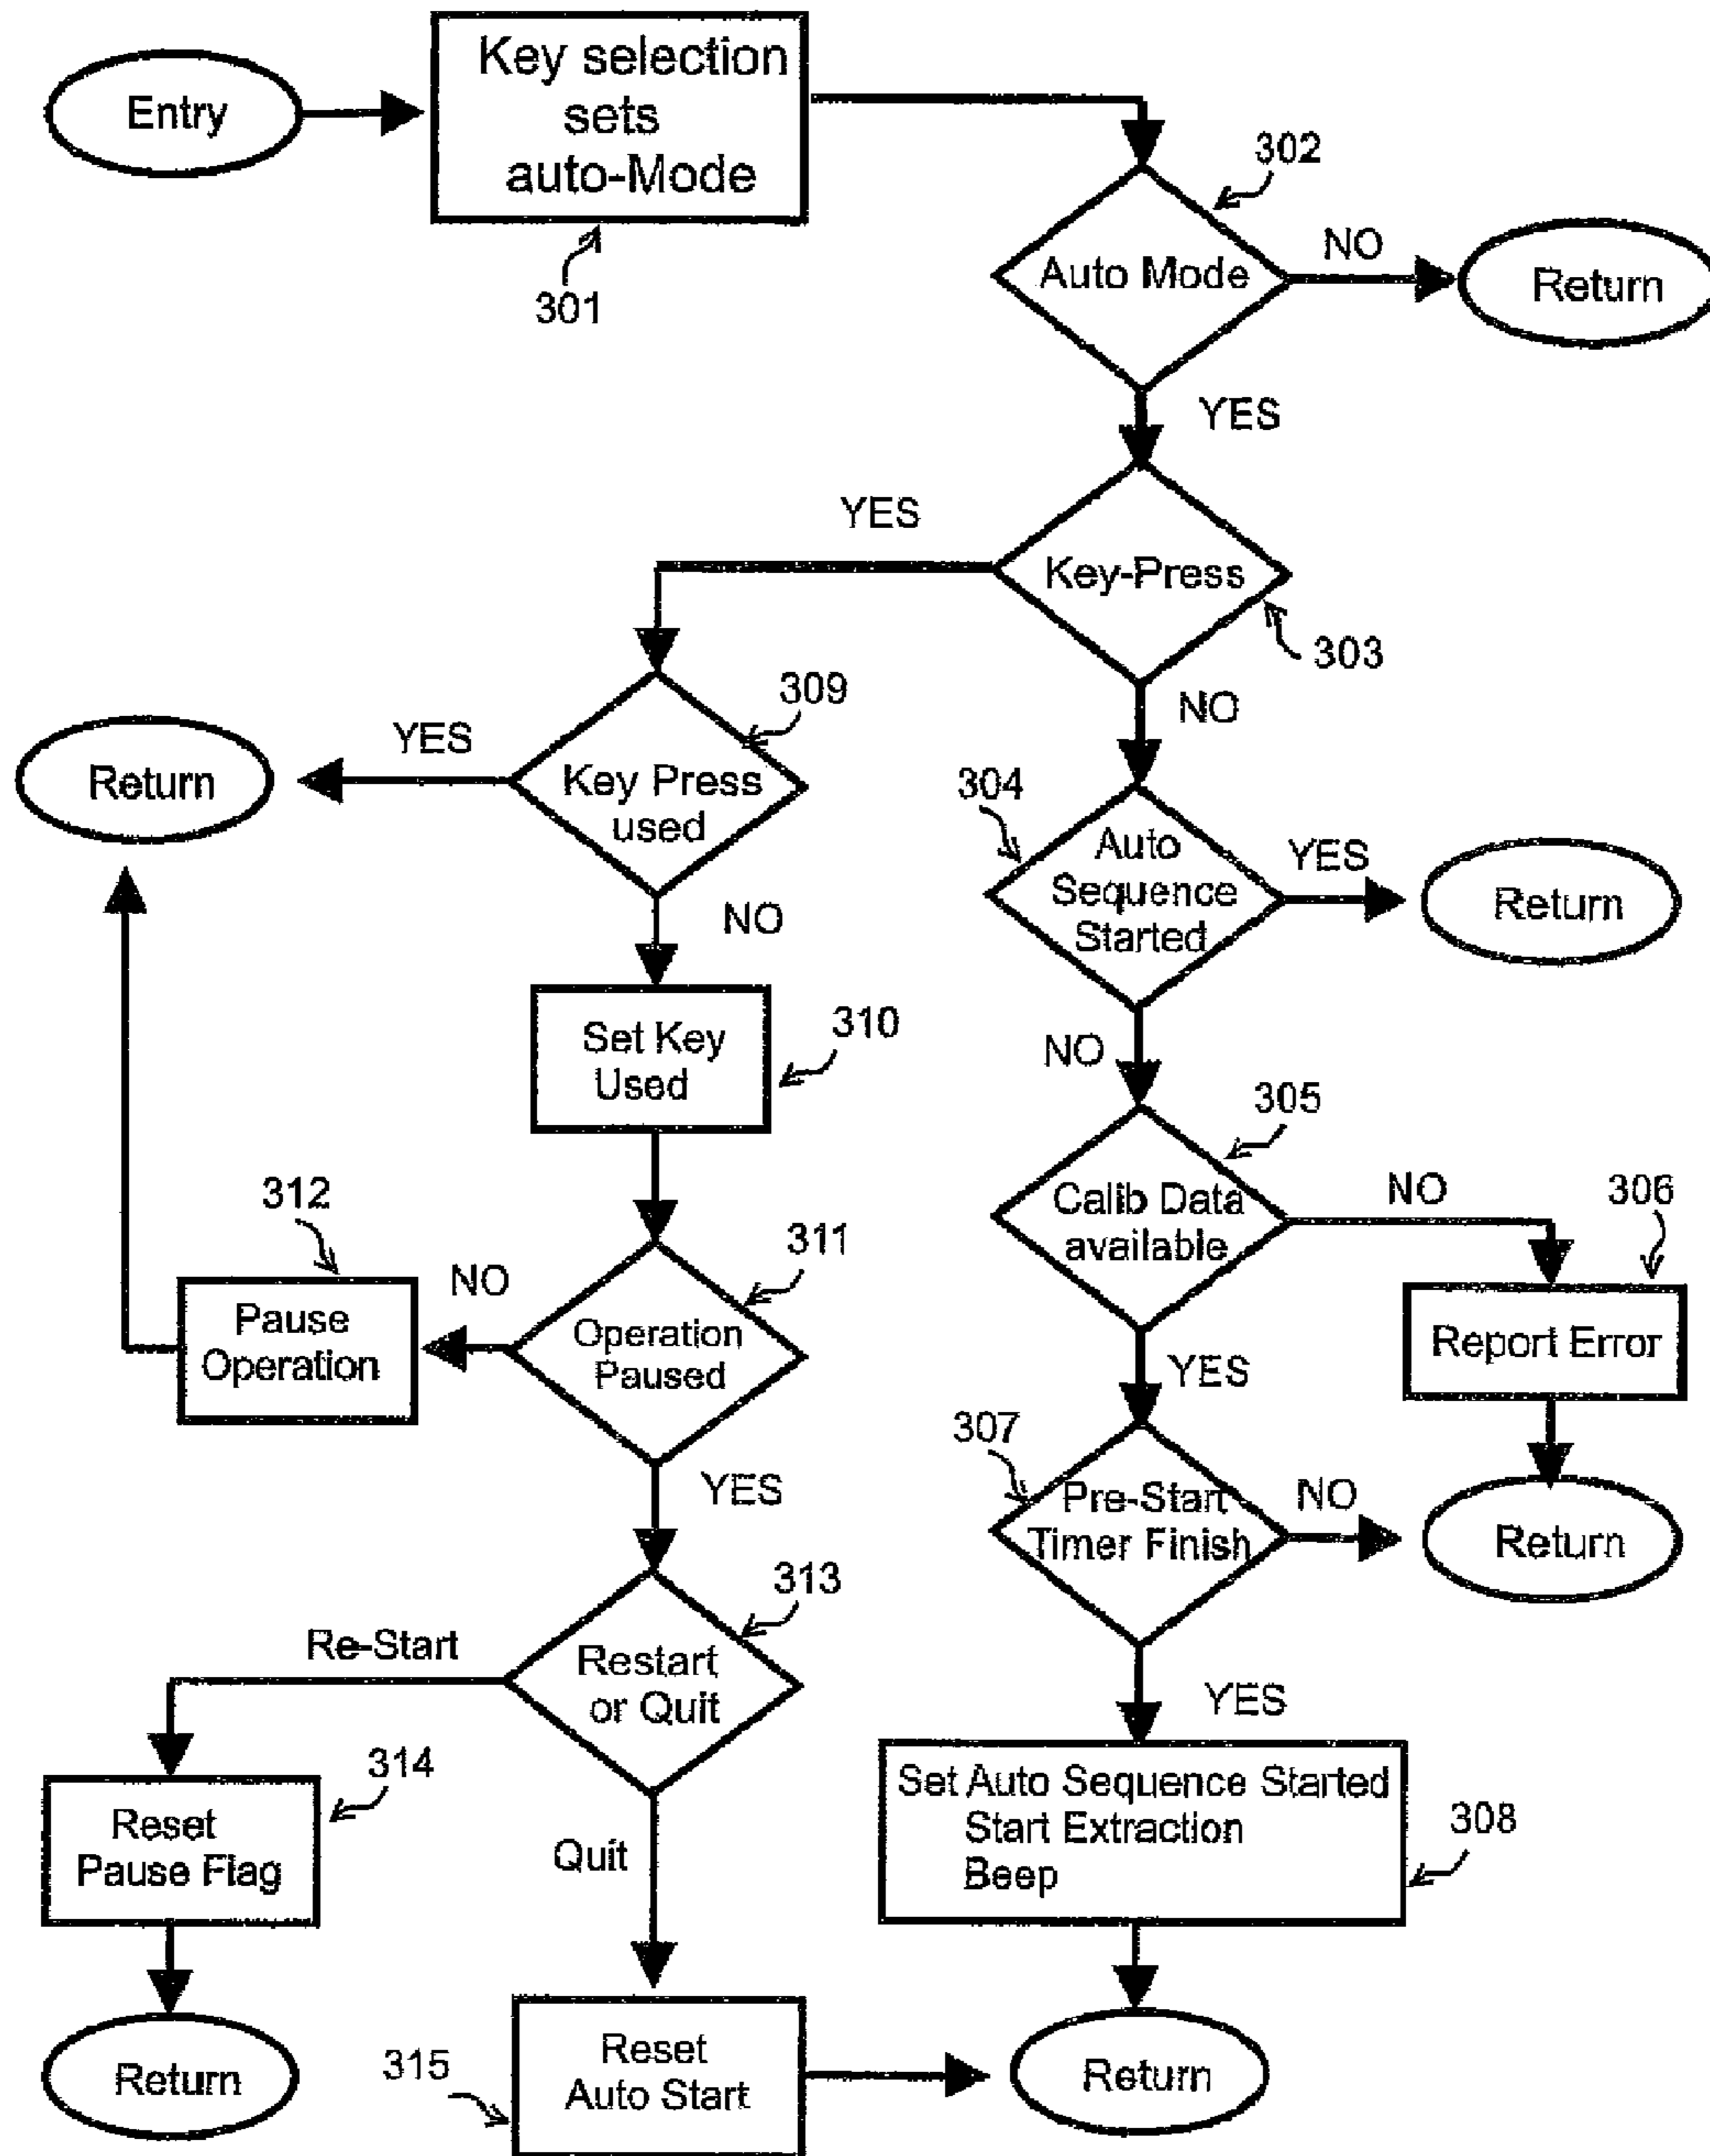 Entry
Key selection
sets
auto-Mode
301
302
Auto Mode
NO
Return
YES
Key-Press
303
YES
309
Key Press
used
YES
Return
NO
304
Auto
Sequence
Started
YES
Return
NO
Set Key
Used
310
NO
305
Calib Data
available
NO
306
Report Error
312
Pause
Operation
NO
311
Operation
Paused
YES
307
Pre-Start
Timer Finish
NO
Return
YES
313
Restart
or Quit
Re-Start
314
Reset
Pause Flag
Quit
YES
Set Auto Sequence Started
Start Extraction
Beep
308
Return
315
Reset
Auto Start
Return